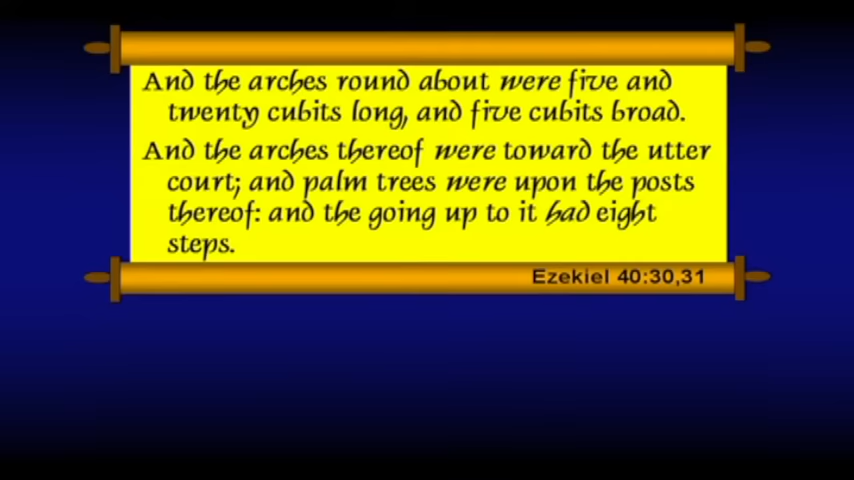 And the arches round about were five and
twenty cubits long, and five cubits broad.
And the arches thereof were toward the utter
court; and palm trees were upon the posts
thereof: and the going up to it had eight
steps.
Ezekiel 40:30,31